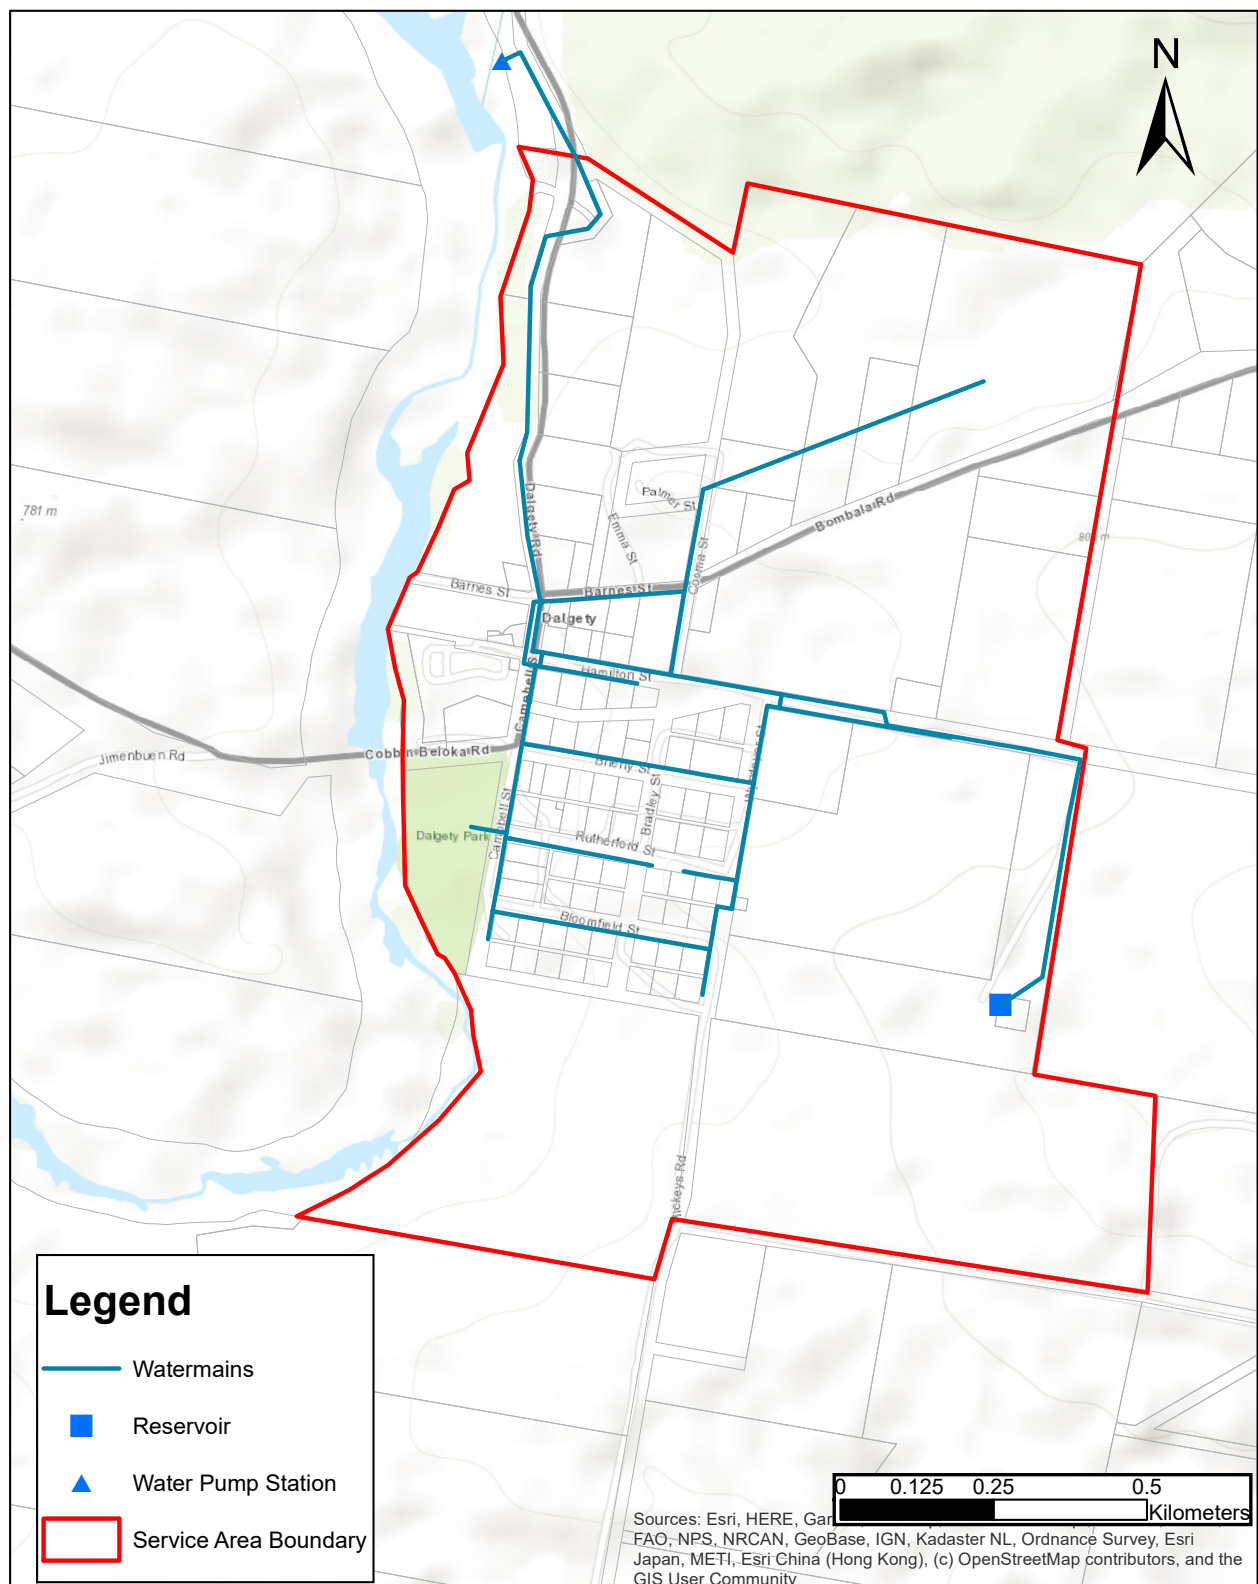 N
781 m
Palmer St
Emma St
Dalgety Rd
Bombala Rd
Cooma St
Barnes St
Barnes St
Dalgety
Hamilton St
Campbell S
Cobbin Beloka Rd
Jimenbuen Rd
Brierly St
Bradley St
Campbell St
Dalgety Park
Rutherford St
Bloomfield St
ickeys Rd
Legend
Watermains
Reservoir
Water Pump Station
Service Area Boundary
0 0.125 0.25 0.5
Kilometers
Sources: Esri, HERE, Gar
FAO, NPS, NRCAN, GeoBase, IGN, Kadaster NL, Ordnance Survey, Esri
Japan, METI, Esri China (Hong Kong), (c) OpenStreetMap contributors, and the
GIS User Community